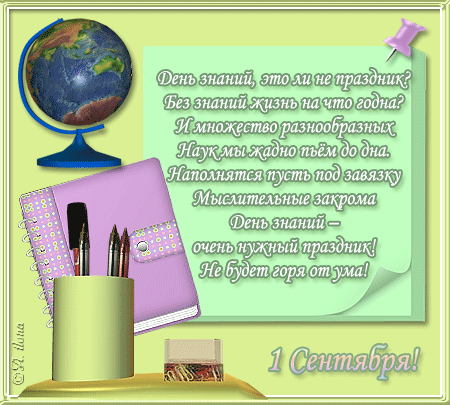 День знаний, это ли не праздник?
Без знаний жизнь на что годна?
И множество разнообразных
Наук мы жадно пьём до дна.
Наполнятся пусть под завязку
Мыслительные закрома
День знаний –
очень нужный праздник!
Не будет горя от ума!
1 Сентября!
©Я. ilona